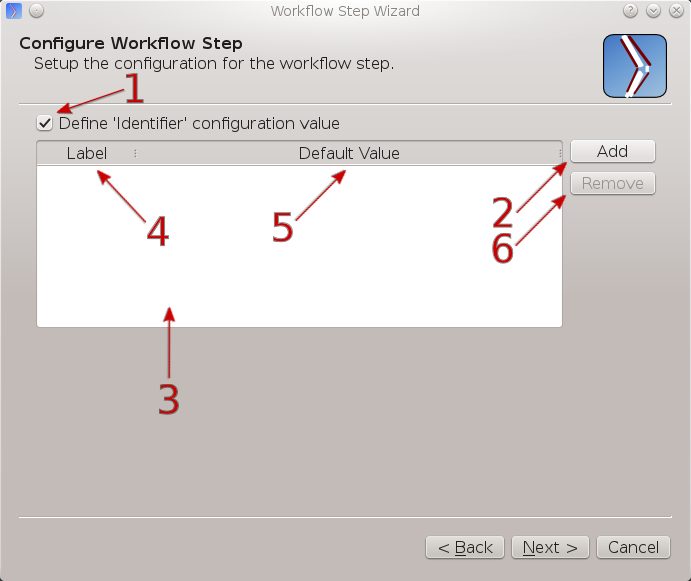 Workflow Step Wizard
Configure Workflow Step
Setup the configuration for the workflow step.
1
Define 'Identifier' configuration value
Label Default Value Add
Remove
4 5 2
6
3
< Back Next > Cancel